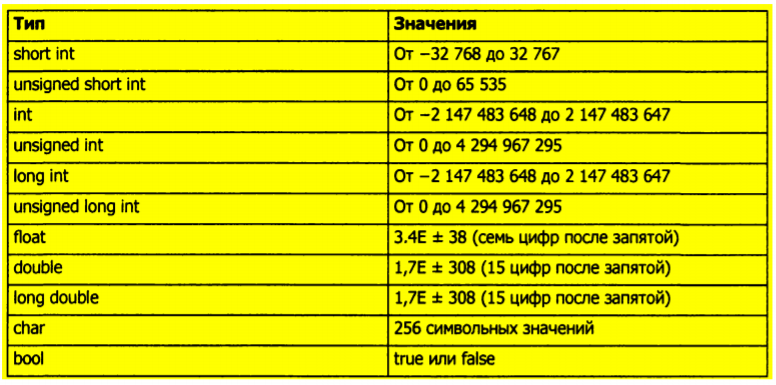 Тип Значения
short int От −32 768 до 32 767
unsigned short int От 0 до 65 535
int От −2 147 483 648 до 2 147 483 647
unsigned int От 0 до 4 294 967 295
long int От −2 147 483 648 до 2 147 483 647
unsigned long int От 0 до 4 294 967 295
float 3.4E ± 38 (семь цифр после запятой)
double 1,7E ± 308 (15 цифр после запятой)
long double 1,7E ± 308 (15 цифр после запятой)
char 256 символьных значений
bool true или false